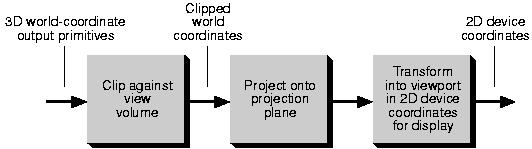 3D world-coordinate
output primitives
Clipped
world
coordinates
2D device
coordinates
Clip against
view
volume
Project onto
projection
plane
Transform
into viewport
in 2D device
coordinates
for display